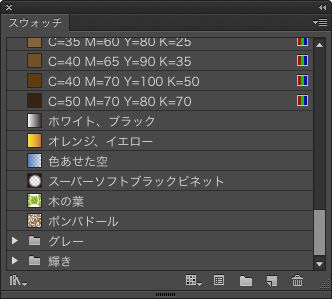 スウォッチ
C=35 M=60 Y=80 K=25
C=40 M=65 Y=90 K=35
C=40 M=70 Y=100 K=50
C=50 M=70 Y=80 K=70
ホワイト、ブラック
オレンジ、イエロー
色あせた空
スーパーソフトブラックビネット
木の葉
ポンパドール
グレー
輝き